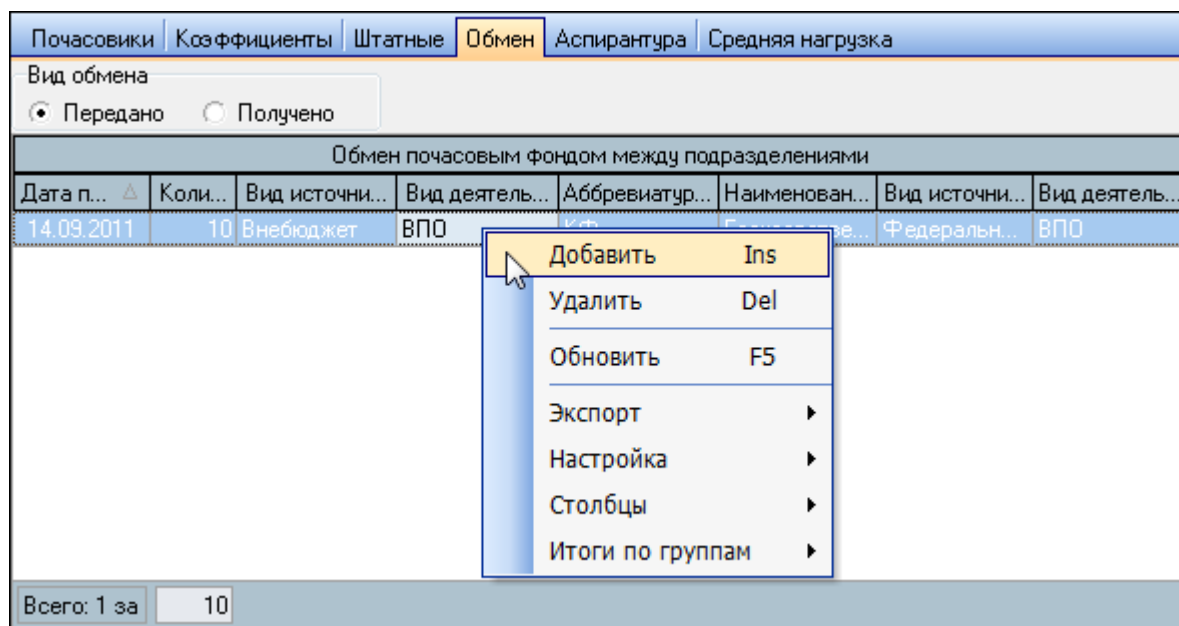 Почасовики Коэффициенты Штатные Обмен Аспирантура Средняя нагрузка
Вид обмена
Передано Получено
Обмен почасовым фондом между подразделениями
Дата п... Коли... Вид источни... Вид деятель... Аббревиатур... Наименован... Вид источни... Вид деятель...
14.09.2011 10 Внебюджет ВПО Федеральн... ВПО
Добавить Ins
Удалить Del
Обновить F5
Экспорт
Настройка
Столбцы
Итоги по группам
Всего: 1 за 10